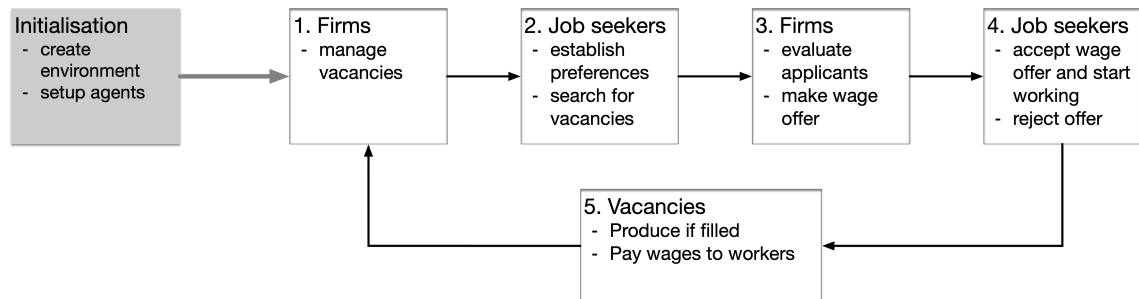 Initialisation
- create
environment
- setup agents
1. Firms
- manage
vacancies
2. Job seekers
- establish
preferences
- search for
vacancies
3. Firms
- evaluate
applicants
- make wage
offer
4. Job seekers
- accept wage
offer and start
working
- reject offer
5. Vacancies
- Produce if filled
- Pay wages to workers